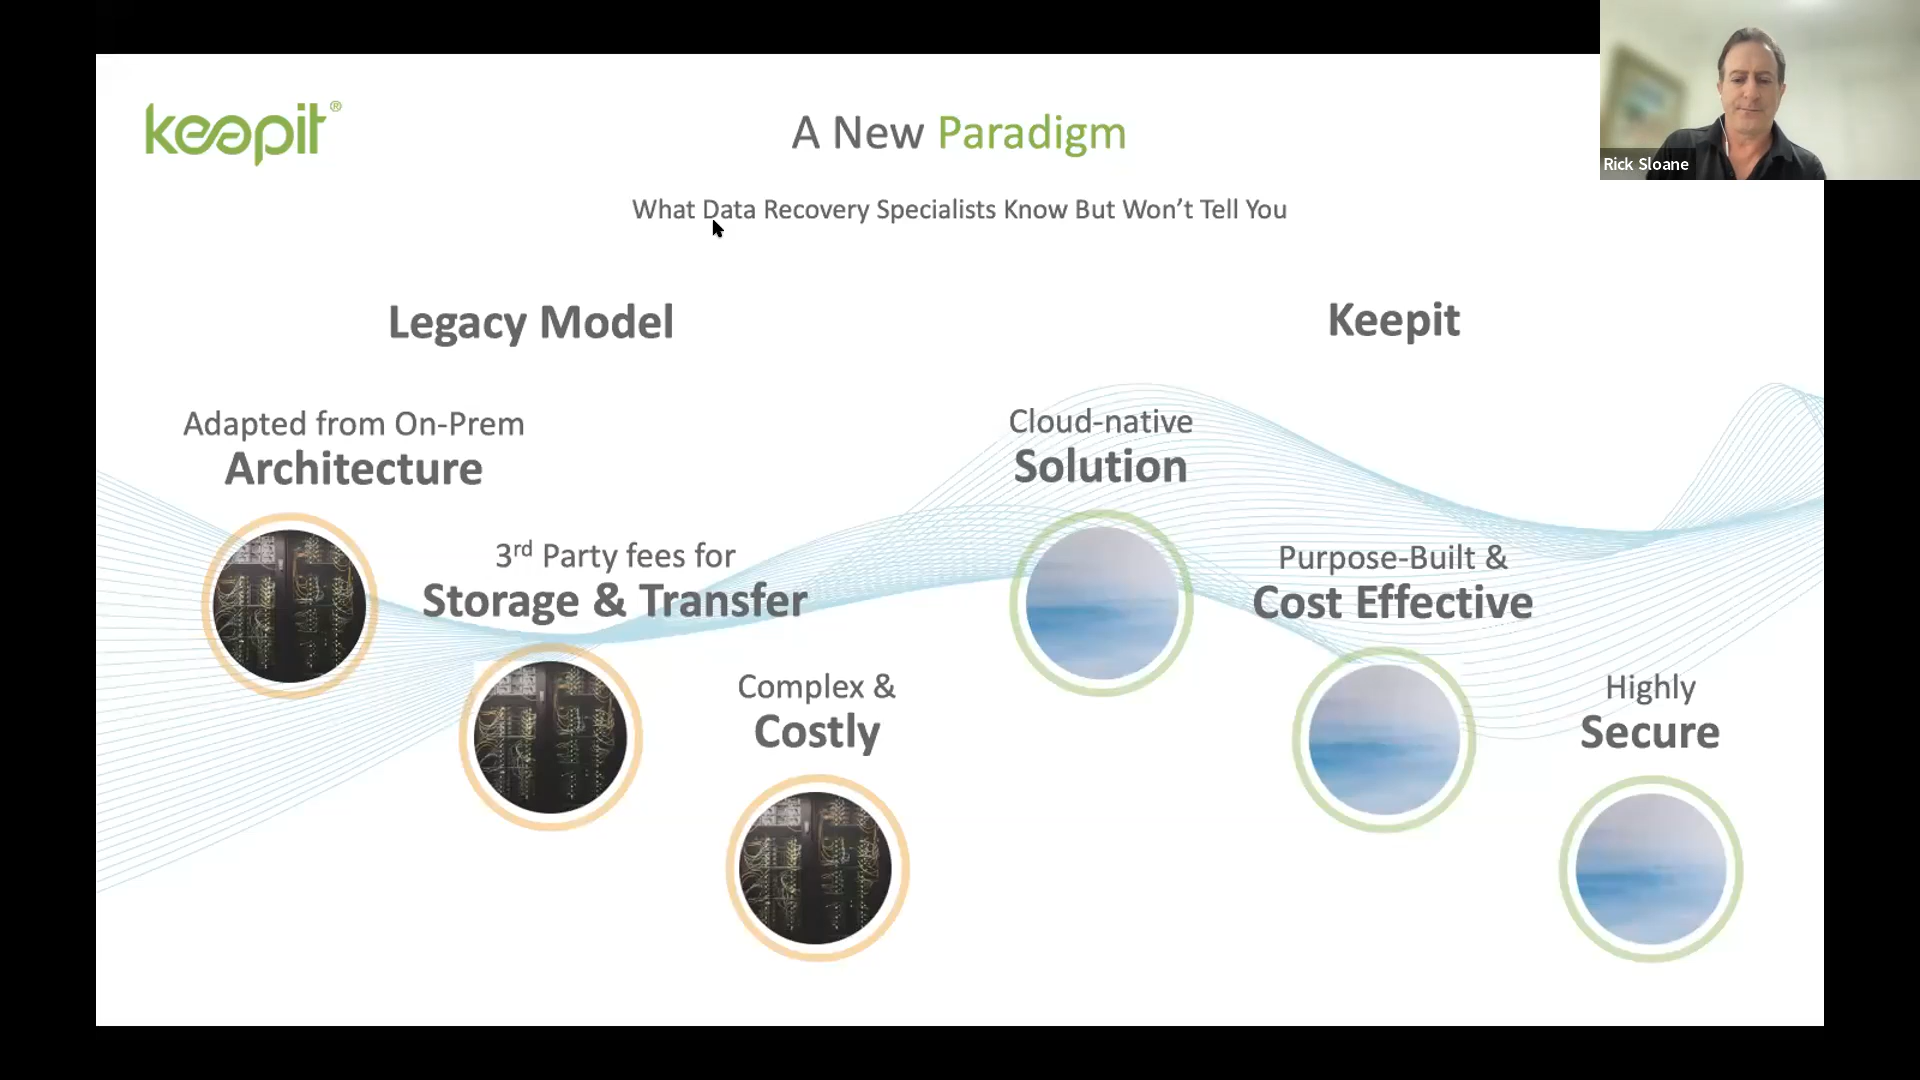 keepit®
A New Paradigm
Rick Sloane
What Data Recovery Specialists Know But Won’t Tell You
Legacy Model
Keepit
Adapted from On-Prem
Architecture
3rd Party fees for
Storage & Transfer
Complex &
Costly
Cloud-native
Solution
Purpose-Built &
Cost Effective
Highly
Secure